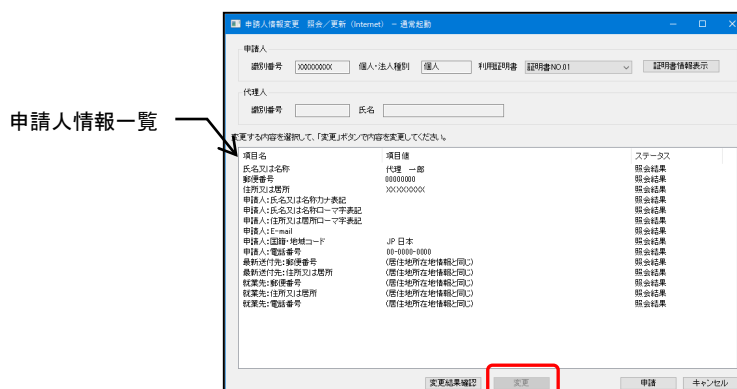 申請人情報変更 照会／更新 (Internet) － 通常起動
申請人
識別番号 XXXXXXXXX 個人・法人種別 個人 利用証明書 証明書NO.01 証明書情報表示
代理人
識別番号 氏名
申請人情報一覧
変更する内容を選択して、「変更」ボタンで内容を変更してください。
項目名 項目値 ステータス
氏名又は名称 代理 一郎 照会結果
郵便番号 00000000 照会結果
住所又は居所 XXXXXXXXX 照会結果
申請人:氏名又は名称カナ表記 照会結果
申請人:氏名又は名称ローマ字表記 照会結果
申請人:住所又は居所ローマ字表記 照会結果
申請人:E-mail 照会結果
申請人:国籍・地域コード JP 日本 照会結果
申請人:電話番号 00-0000-0000 照会結果
最新送付先:郵便番号 (居住地所在地情報と同じ) 照会結果
最新送付先:住所又は居所 (居住地所在地情報と同じ) 照会結果
就業先:郵便番号 (居住地所在地情報と同じ) 照会結果
就業先:住所又は居所 (居住地所在地情報と同じ) 照会結果
就業先:電話番号 (居住地所在地情報と同じ) 照会結果
変更結果確認 変更 申請 キャンセル